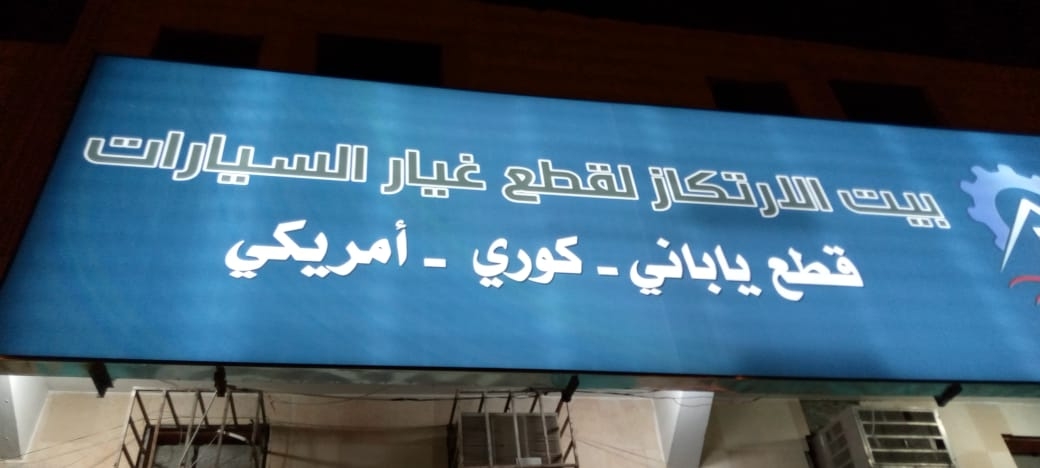 بيت الارتكاز لقطع غيار السيارات
قطع ياباني - كوري - أمريكي